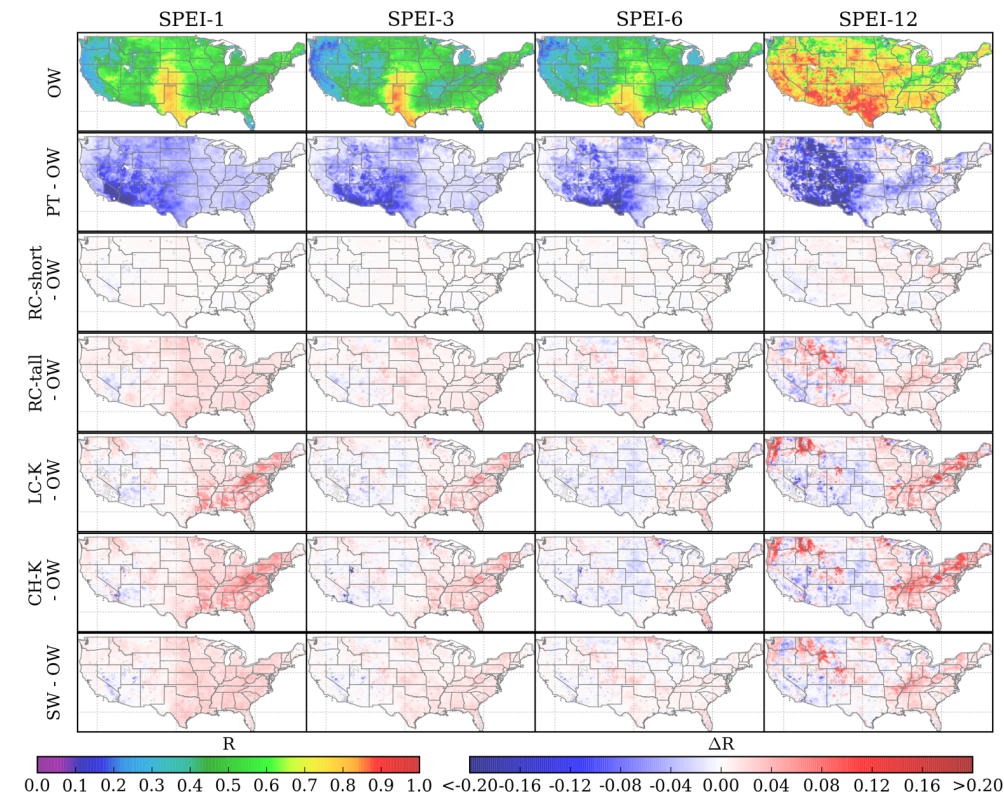 SPEI-1 SPEI-3 SPEI-6 SPEI-12
OW
PT - OW
RC-short
- OW
RC-tall
- OW
LC-K
- OW
CH-K
- OW
SW - OW
R ΔR
0.0 0.1 0.2 0.3 0.4 0.5 0.6 0.7 0.8 0.9 1.0 <-0.20 -0.16 -0.12 -0.08 -0.04 0.00 0.04 0.08 0.12 0.16 >0.20